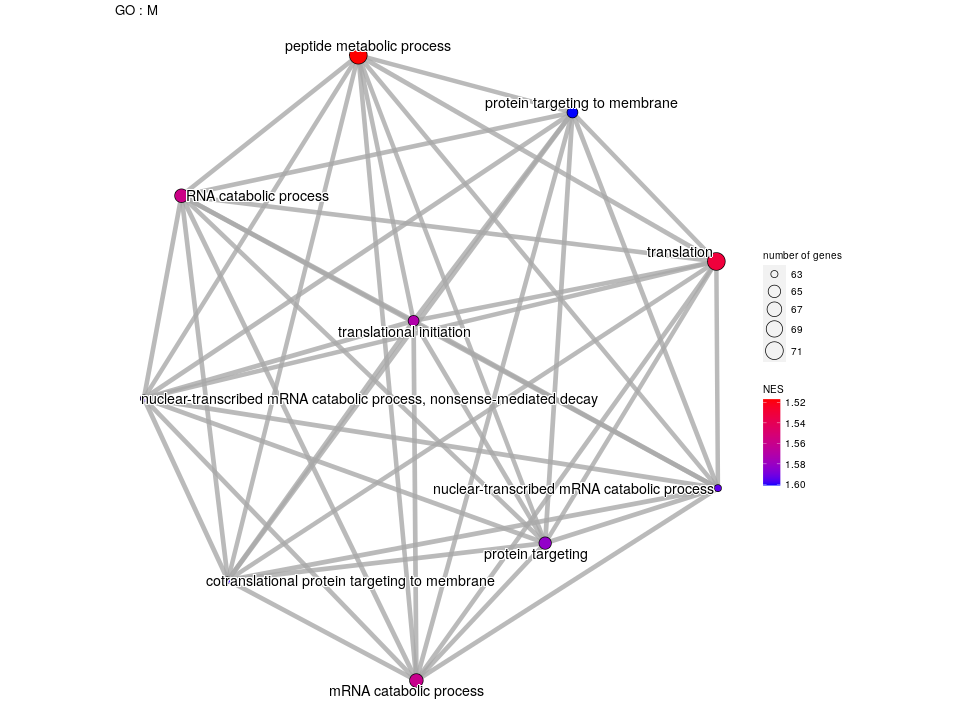 GO : M
peptide metabolic process
protein targeting to membrane
RNA catabolic process
translation
number of genes
63
65
67
69
71
translational initiation
NES
1.52
1.54
1.56
1.58
1.60
nuclear-transcribed mRNA catabolic process, nonsense-mediated decay
nuclear-transcribed mRNA catabolic process
protein targeting
cotranslational protein targeting to membrane
mRNA catabolic process